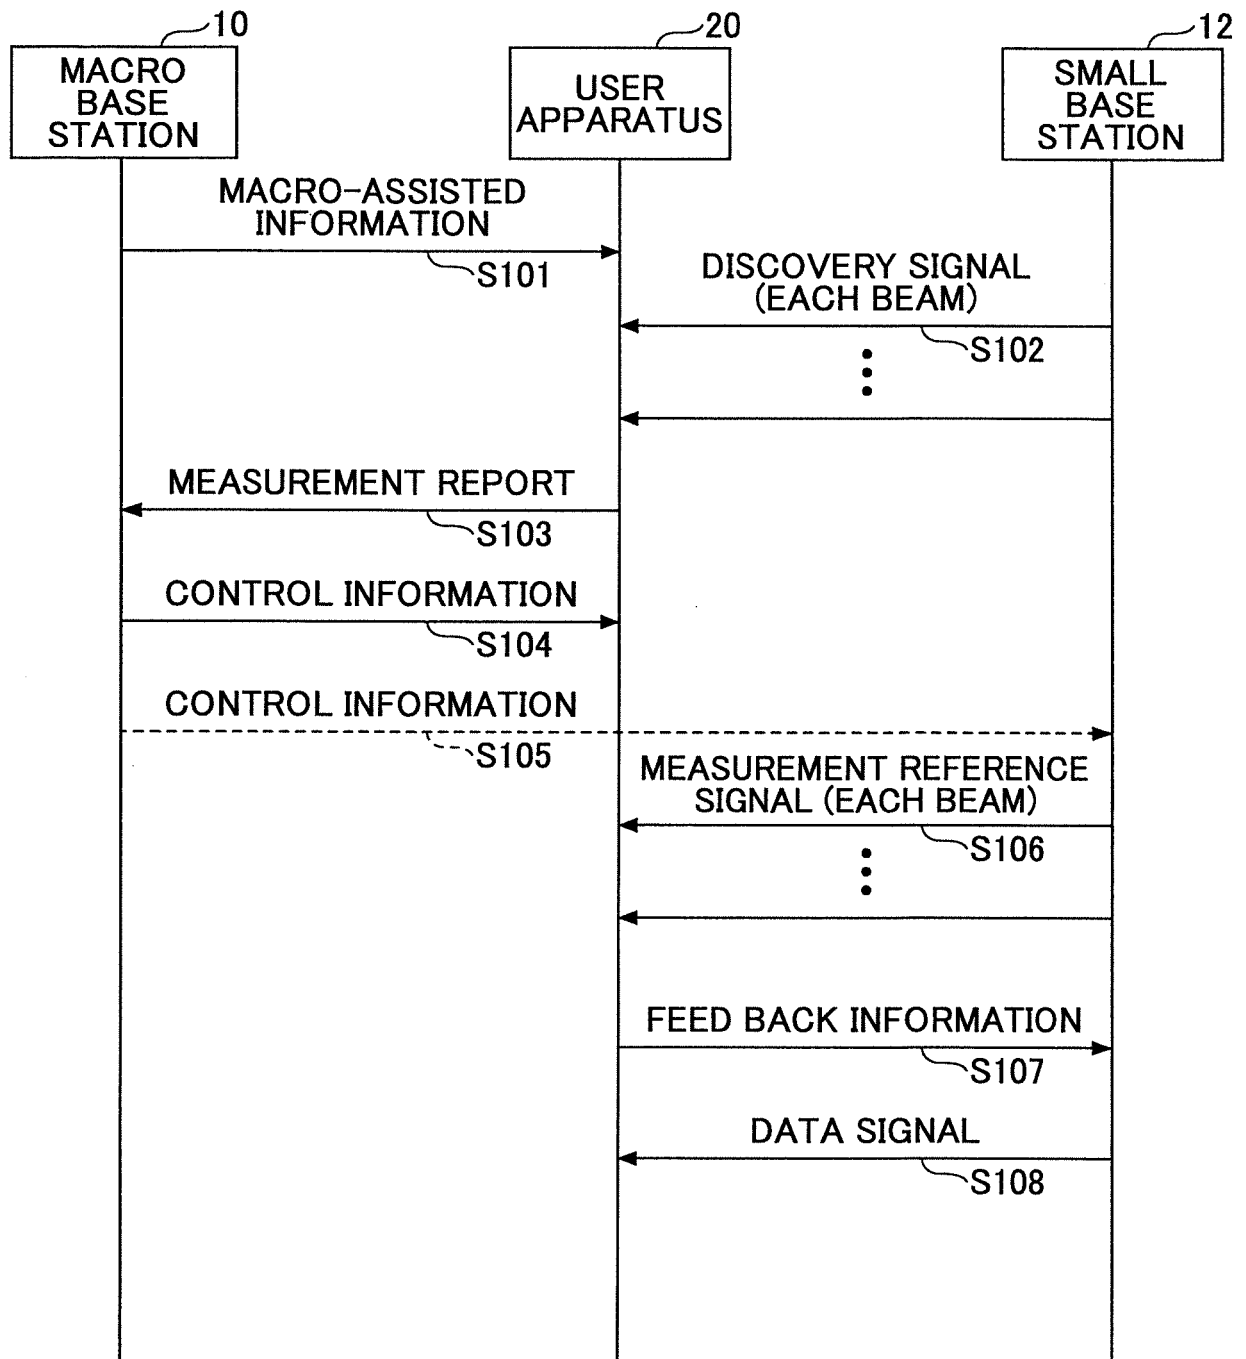 10
20
12
MACRO
BASE
STATION
USER
APPARATUS
SMALL
BASE
STATION
MACRO-ASSISTED
INFORMATION
S101
DISCOVERY SIGNAL
(EACH BEAM)
S102
MEASUREMENT REPORT
S103
CONTROL INFORMATION
S104
CONTROL INFORMATION
S105
MEASUREMENT REFERENCE
SIGNAL (EACH BEAM)
S106
FEED BACK INFORMATION
S107
DATA SIGNAL
S108